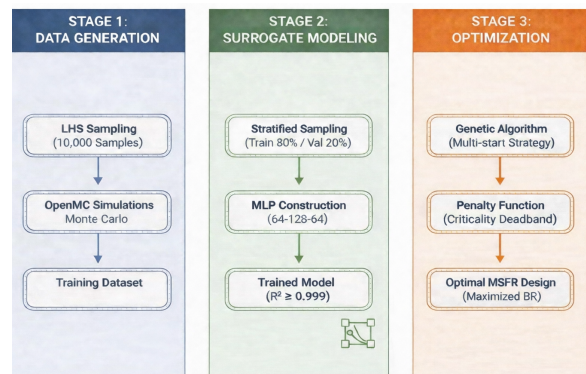 STAGE 1:
DATA GENERATION
LHS Sampling
(10,000 Samples)
OpenMC Simulations
Monte Carlo
Training Dataset
STAGE 2:
SURROGATE MODELING
Stratified Sampling
(Train 80% / Val 20%)
MLP Construction
(64-128-64)
Trained Model
(R² ≥ 0.999)
STAGE 3:
OPTIMIZATION
Genetic Algorithm
(Multi-start Strategy)
Penalty Function
(Criticality Deadband)
Optimal MSFR Design
(Maximized BR)